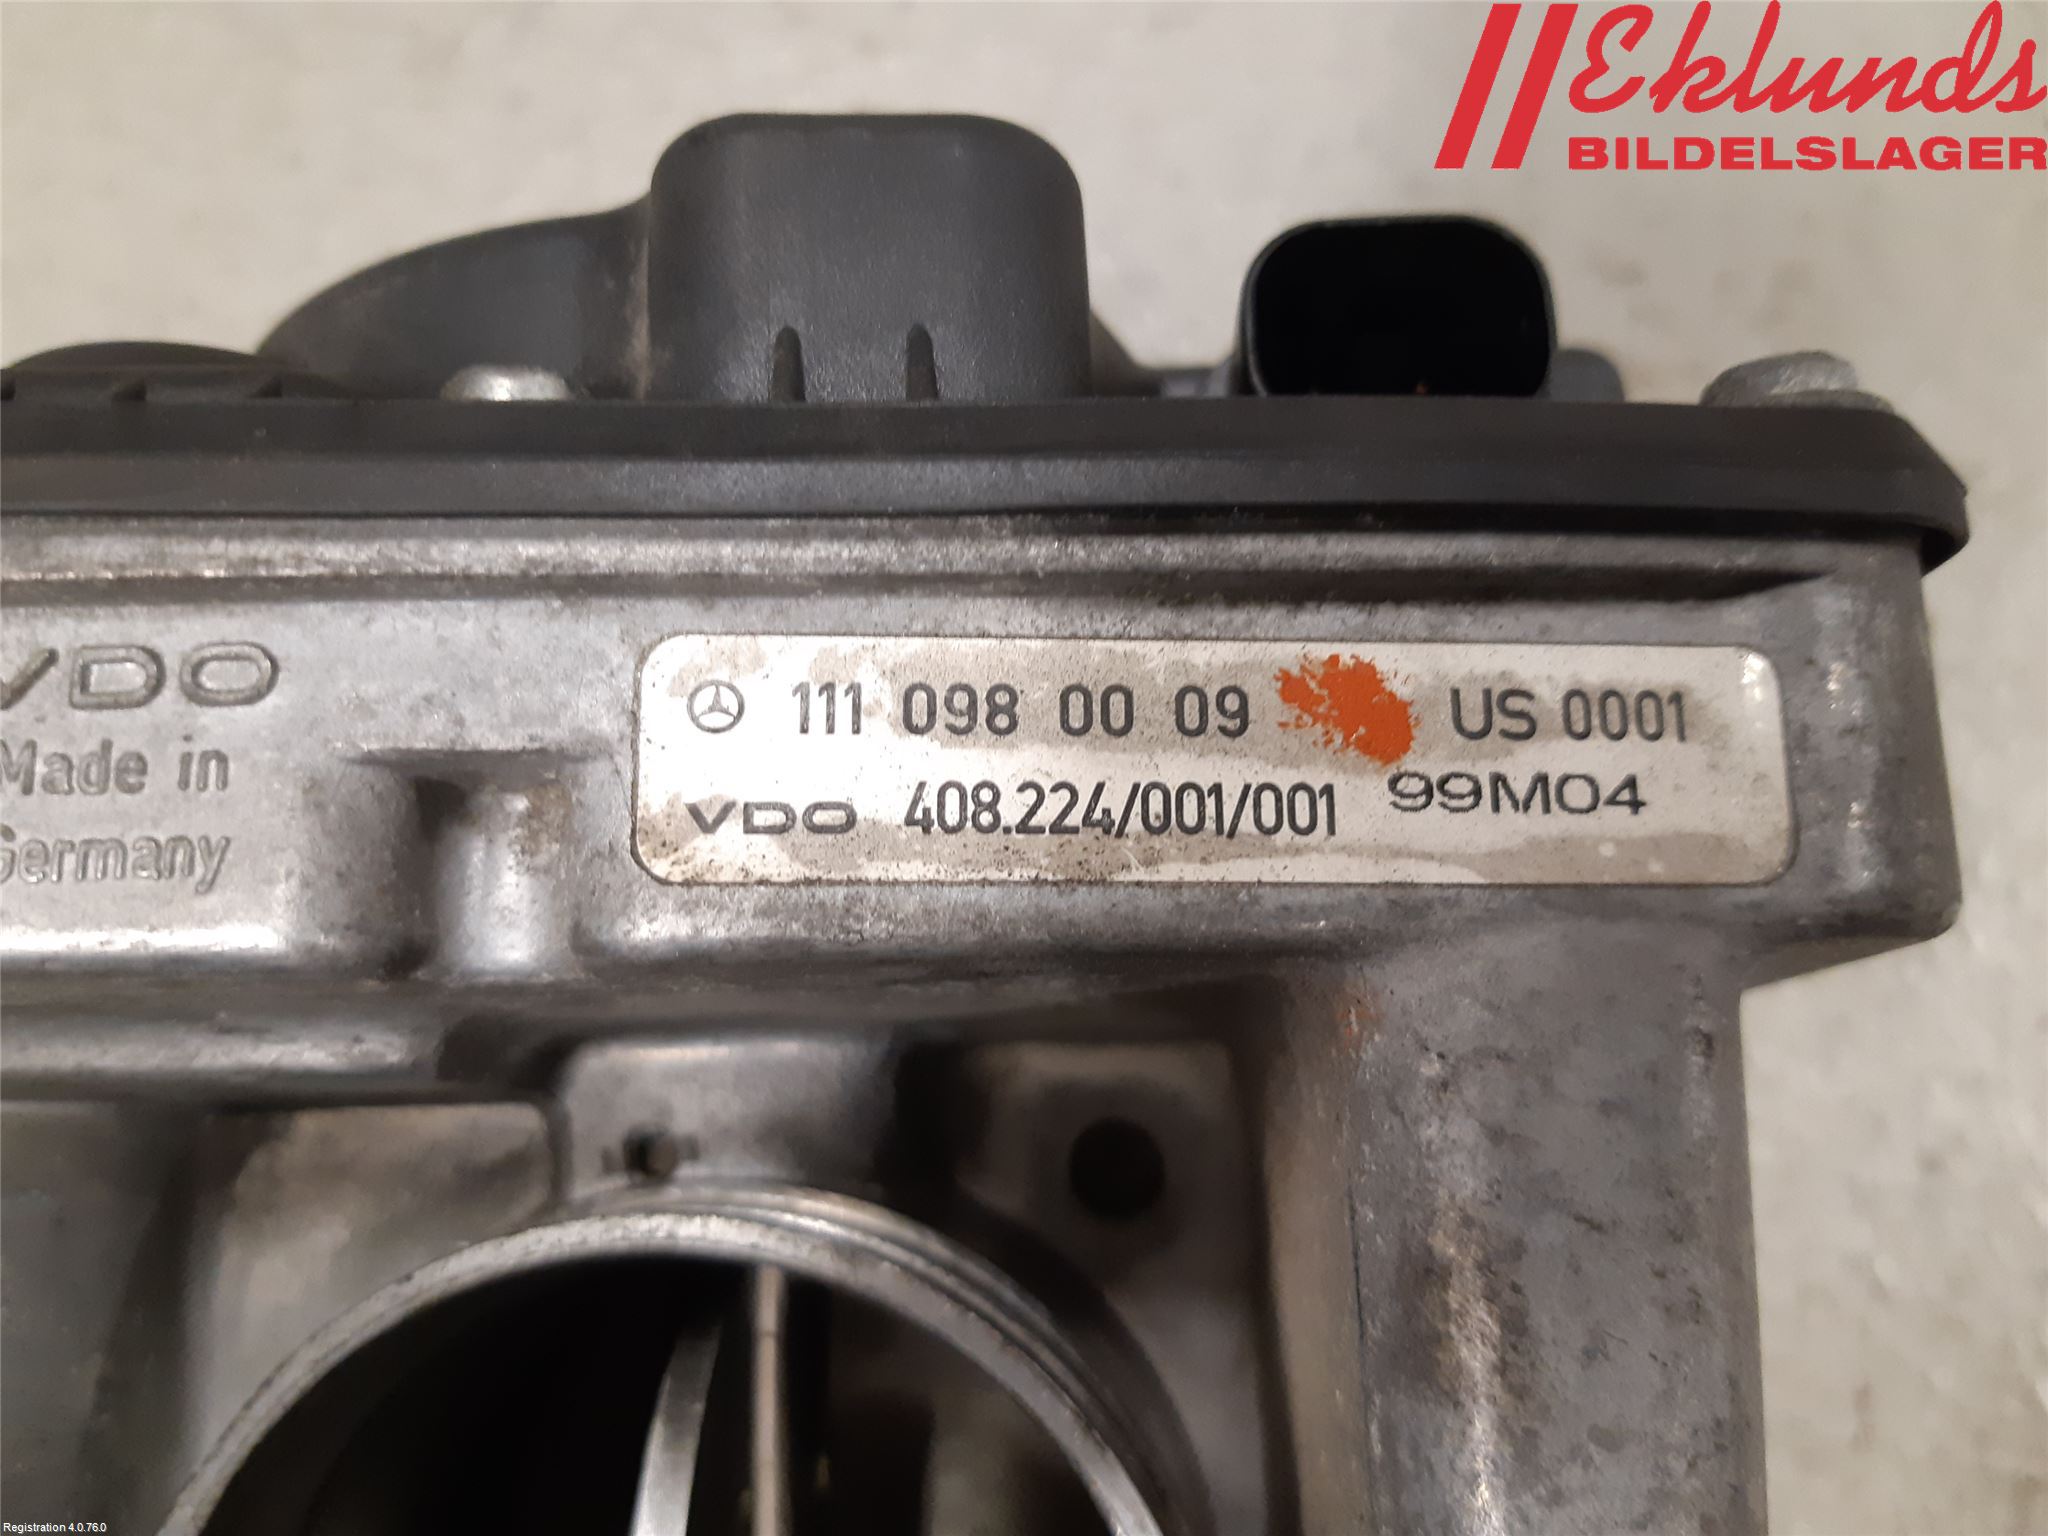 Eklunds
BILDELSLAGER
VDO
Made in
Germany
111 098 00 09 US 0001
VDO 408.224/001/001 99M04
Registration 4.0.76.0